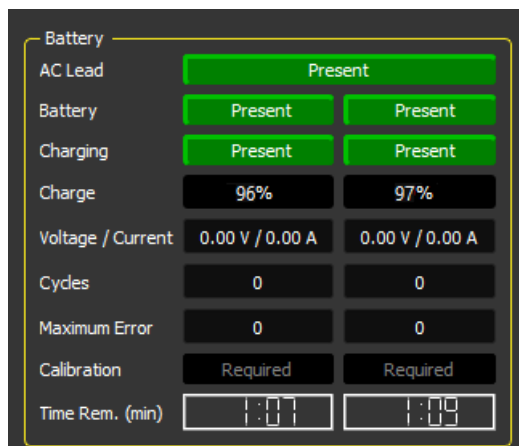 Battery
AC Lead Present
Battery Present Present
Charging Present Present
Charge 96% 97%
Voltage / Current 0.00 V / 0.00 A 0.00 V / 0.00 A
Cycles 0 0
Maximum Error 0 0
Calibration Required Required
Time Rem. (min) 1:07 1:09